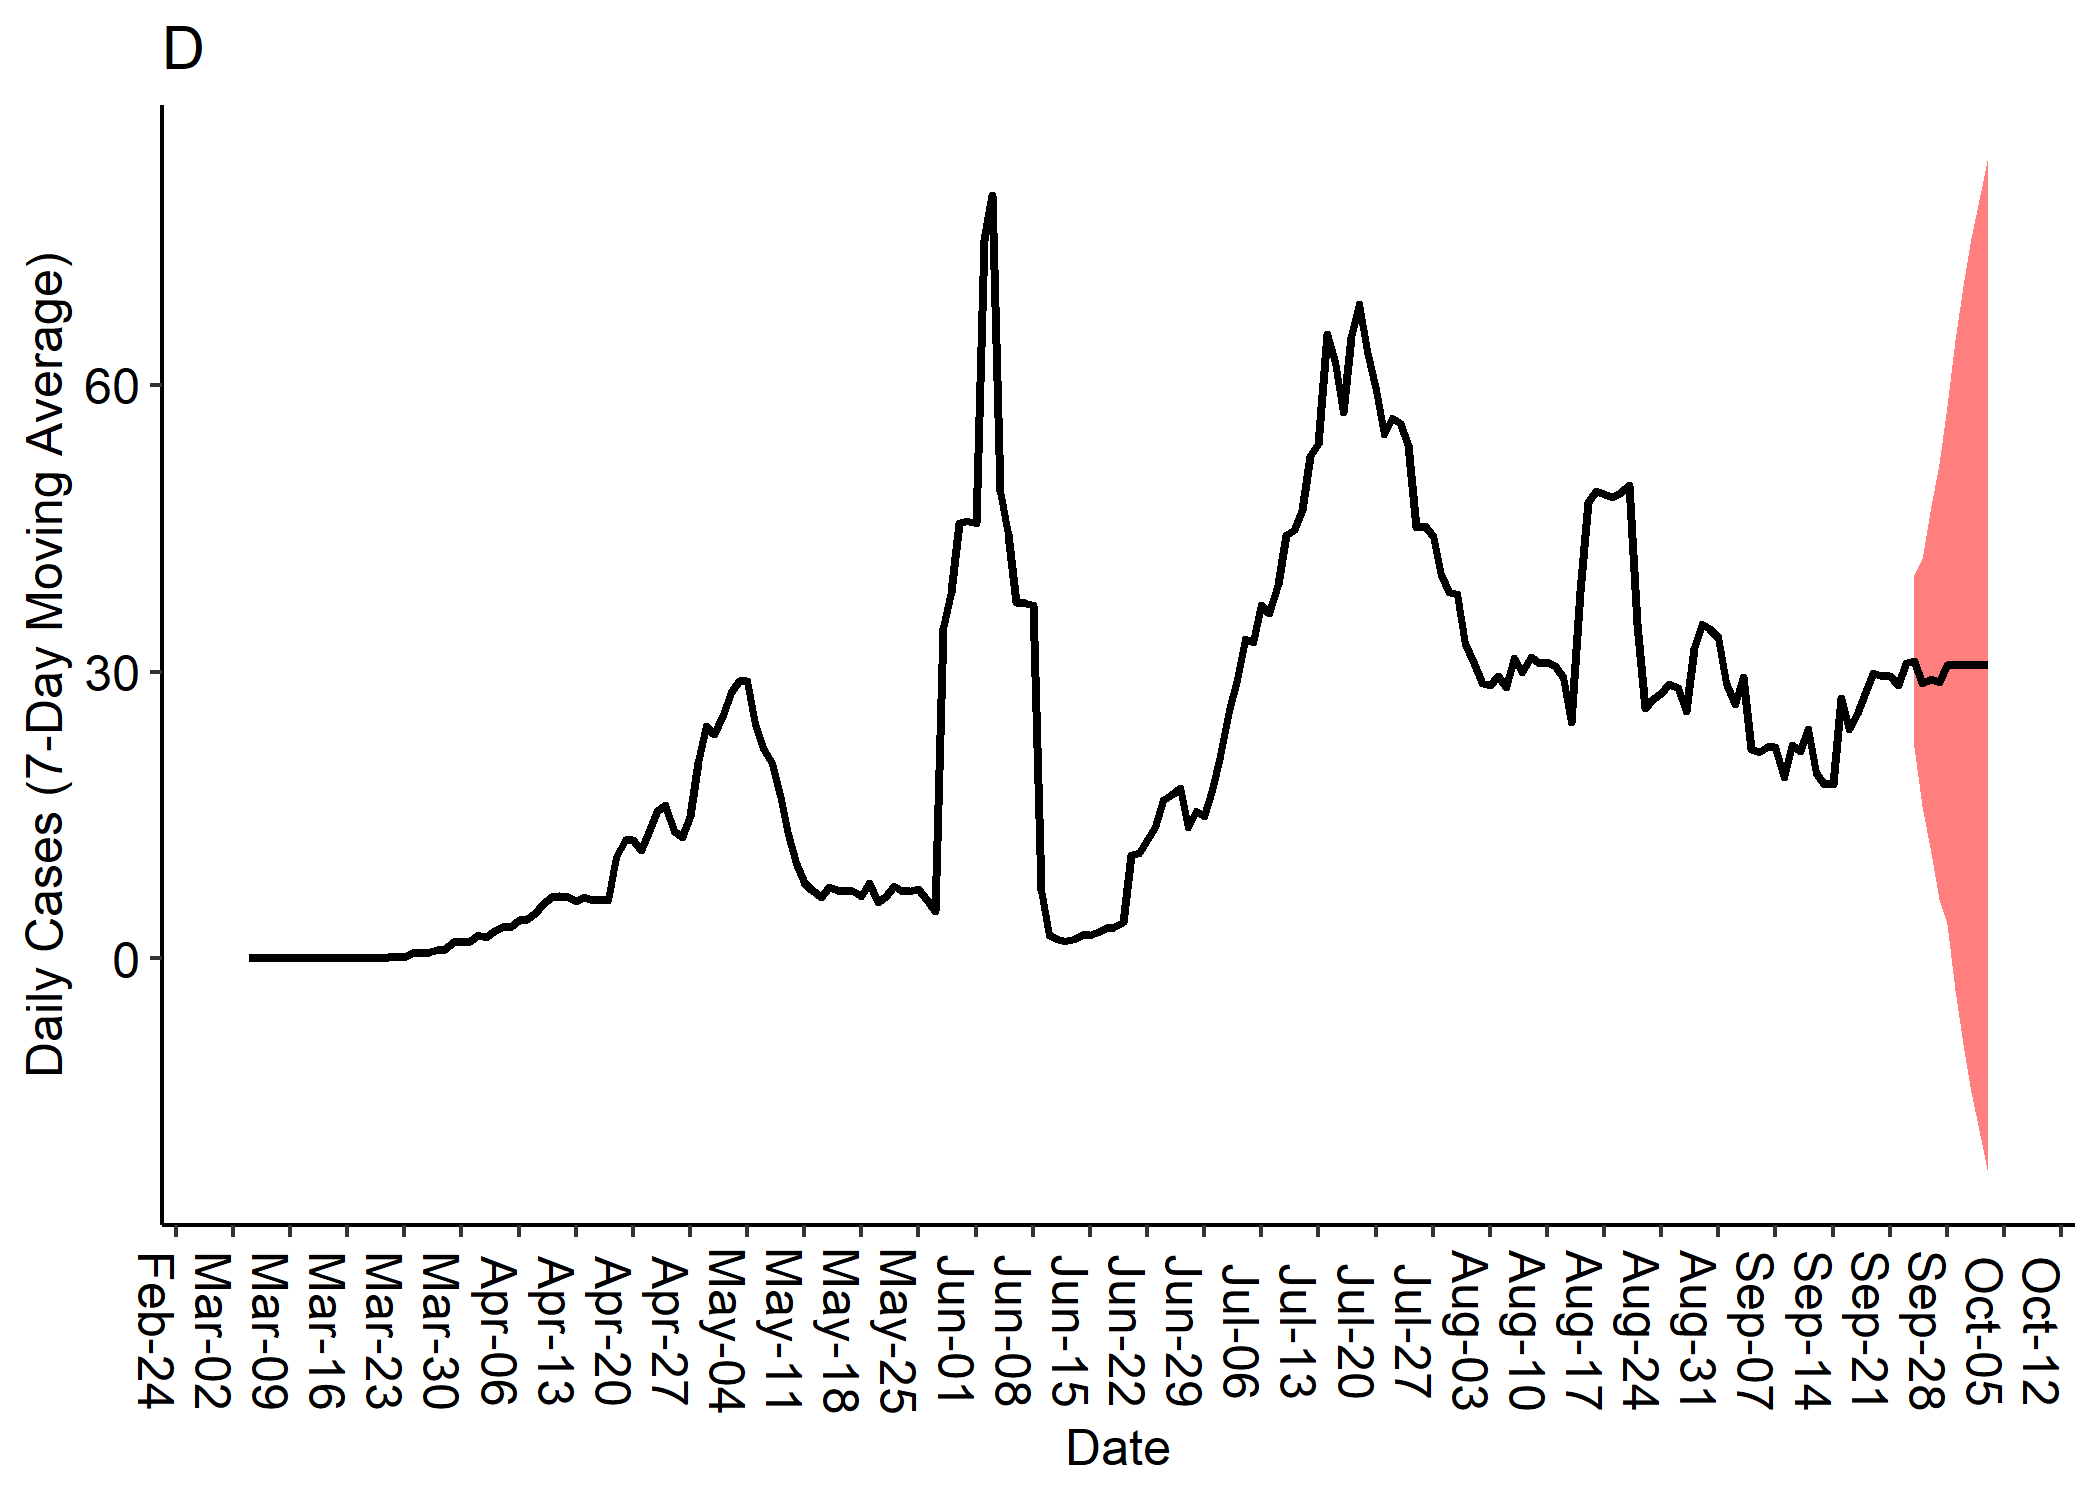 D
Daily Cases (7-Day Moving Average)
60
30
0
Feb-24
Mar-02
Mar-09
Mar-16
Mar-23
Mar-30
Apr-06
Apr-13
Apr-20
Apr-27
May-04
May-11
May-18
May-25
Jun-01
Jun-08
Jun-15
Jun-22
Jun-29
Jul-06
Jul-13
Jul-20
Jul-27
Aug-03
Aug-10
Aug-17
Aug-24
Aug-31
Sep-07
Sep-14
Sep-21
Sep-28
Oct-05
Oct-12
Date